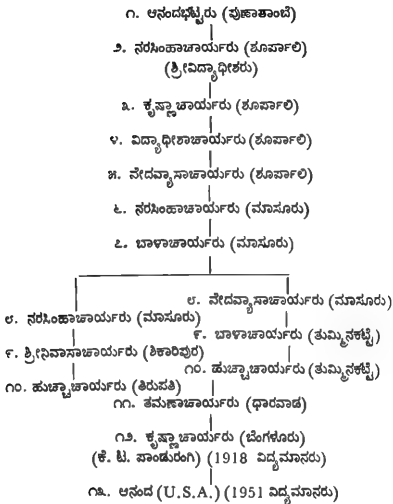 ೧. ಆನಂದಭಟ್ಟರು (ಪುಣತಾಂಬೆ)
೨. ನರಸಿಂಹಾಚಾರ್ಯರು (ಶೂರ್ಪಾಲಿ)
(ಶ್ರೀವಿದ್ಯಾಧೀಶರು)
೩. ಕೃಷ್ಣಾಚಾರ್ಯರು (ಶೂರ್ಪಾಲಿ)
೪. ವಿದ್ಯಾಧೀಶಾಚಾರ್ಯರು (ಶೂರ್ಪಾಲಿ)
೫. ವೇದವ್ಯಾಸಾಚಾರ್ಯರು (ಶೂರ್ಪಾಲಿ)
೬. ನರಸಿಂಹಾಚಾರ್ಯರು (ಮಾಸೂರು)
೭. ಬಾಳಾಚಾರ್ಯರು (ಮಾಸೂರು)
೮. ವೇದವ್ಯಾಸಾಚಾರ್ಯರು (ಮಾಸೂರು)
೮. ನರಸಿಂಹಾಚಾರ್ಯರು (ಮಾಸೂರು)
೯. ಬಾಳಾಚಾರ್ಯರು (ತುಮ್ಮಿನಕಟ್ಟೆ)
೯. ಶ್ರೀನಿವಾಸಾಚಾರ್ಯರು (ಶಿಕಾರಿಪುರ)
೧೦. ಹುಚ್ಚಾಚಾರ್ಯರು (ತುಮ್ಮಿನಕಟ್ಟೆ)
೧೦. ಹುಚ್ಚಾಚಾರ್ಯರು (ತಿರುಪತಿ)
೧೧. ತಮಣಾಚಾರ್ಯರು (ಧಾರವಾಡ)
೧೨. ಕೃಷ್ಣಾಚಾರ್ಯರು (ಬೆಂಗಳೂರು)
(ಕೆ. ಟಿ. ಪಾಂಡುರಂಗಿ) (1918 ವಿದ್ಯಮಾನರು)
೧೩. ಆನಂದ (U.S.A.) (1951 ವಿದ್ಯಮಾನರು)